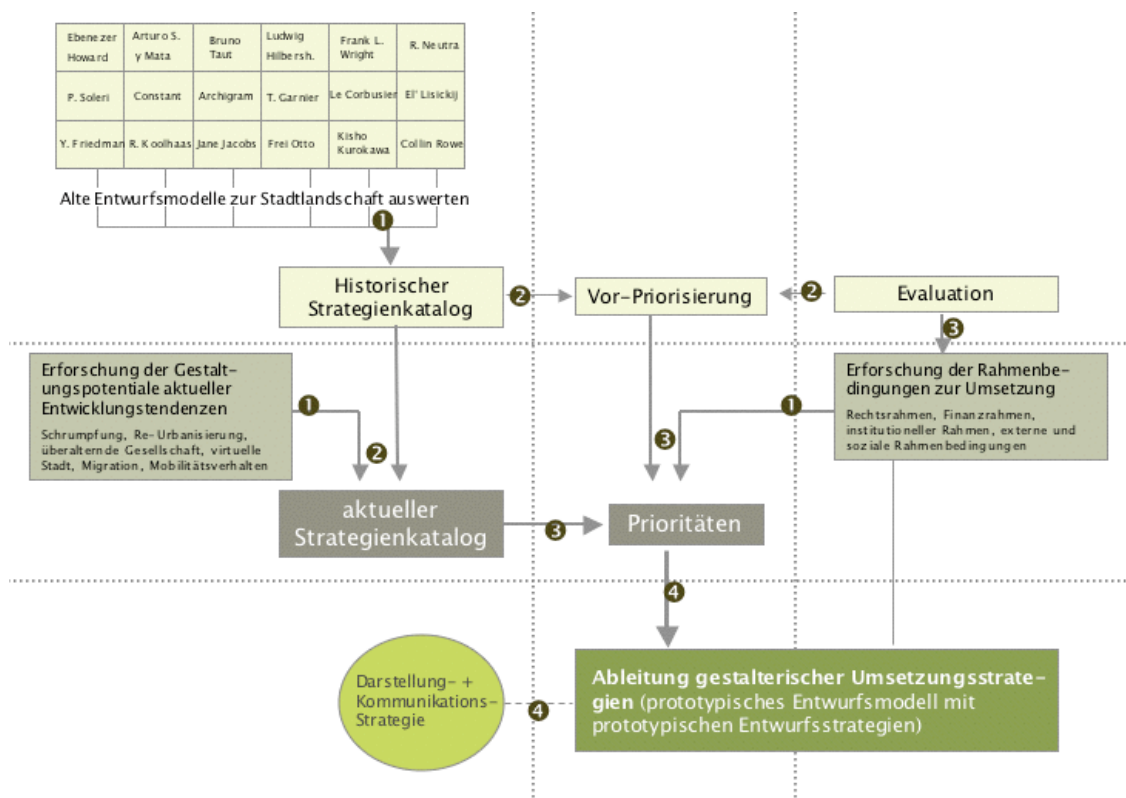 Ebenezer
Howard
Arturo S.
y Mata
Bruno
Taut
Ludwig
Hilbersh.
Frank L.
Wright
R. Neutra
P. Soleri
Constant
Archigram
T. Garnier
Le Corbusier
El' Lisickij
Y. Friedman
R. Koolhaas
Jane Jacobs
Frei Otto
Kisho
Kurokawa
Collin Rowe
Alte Entwurfsmodelle zur Stadtlandschaft auswerten
1
Historischer
Strategienkatalog
2
Vor-Priorisierung
2
Evaluation
3
Erforschung der Gestalt-
ungspotentiale aktueller
Entwicklungstendenzen
Schrumpfung, Re-Urbanisierung,
überalternde Gesellschaft, virtuelle
Stadt, Migration, Mobilitätsverhalten
1
2
3
1
Erforschung der Rahmenbe-
dingungen zur Umsetzung
Rechtsrahmen, Finanzrahmen,
institutioneller Rahmen, externe und
soziale Rahmenbedingungen
aktueller
Strategienkatalog
3
Prioritäten
4
Darstellung- +
Kommunikations-
Strategie
4
Ableitung gestalterischer Umsetzungsstrate-
gien (prototypisches Entwurfsmodell mit
prototypischen Entwurfsstrategien)